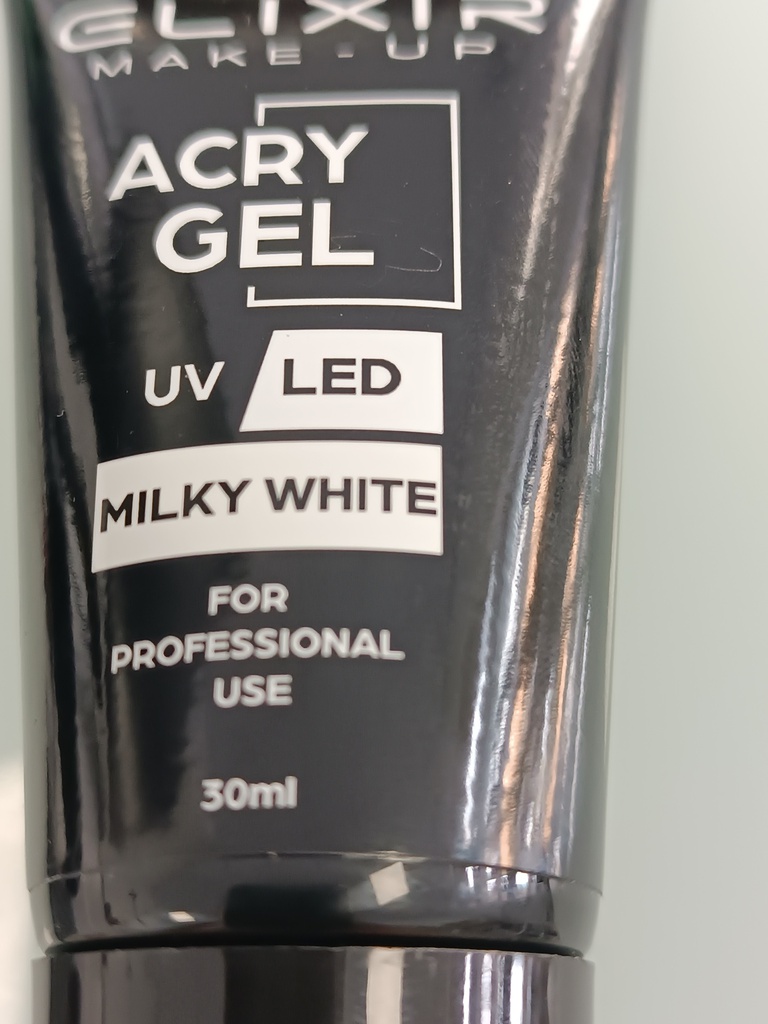 ELIXIR
MAKE-UP
ACRY
GEL
UV LED
MILKY WHITE
FOR
PROFESSIONAL
USE
30ml